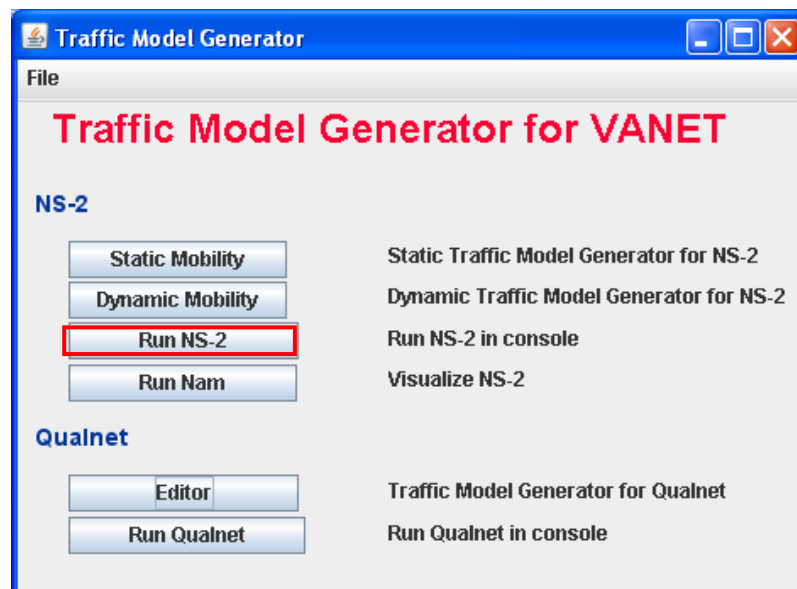 Traffic Model Generator
File
Traffic Model Generator for VANET
NS-2
Static Mobility Static Traffic Model Generator for NS-2
Dynamic Mobility Dynamic Traffic Model Generator for NS-2
Run NS-2 Run NS-2 in console
Run Nam Visualize NS-2
Qualnet
Editor Traffic Model Generator for Qualnet
Run Qualnet Run Qualnet in console